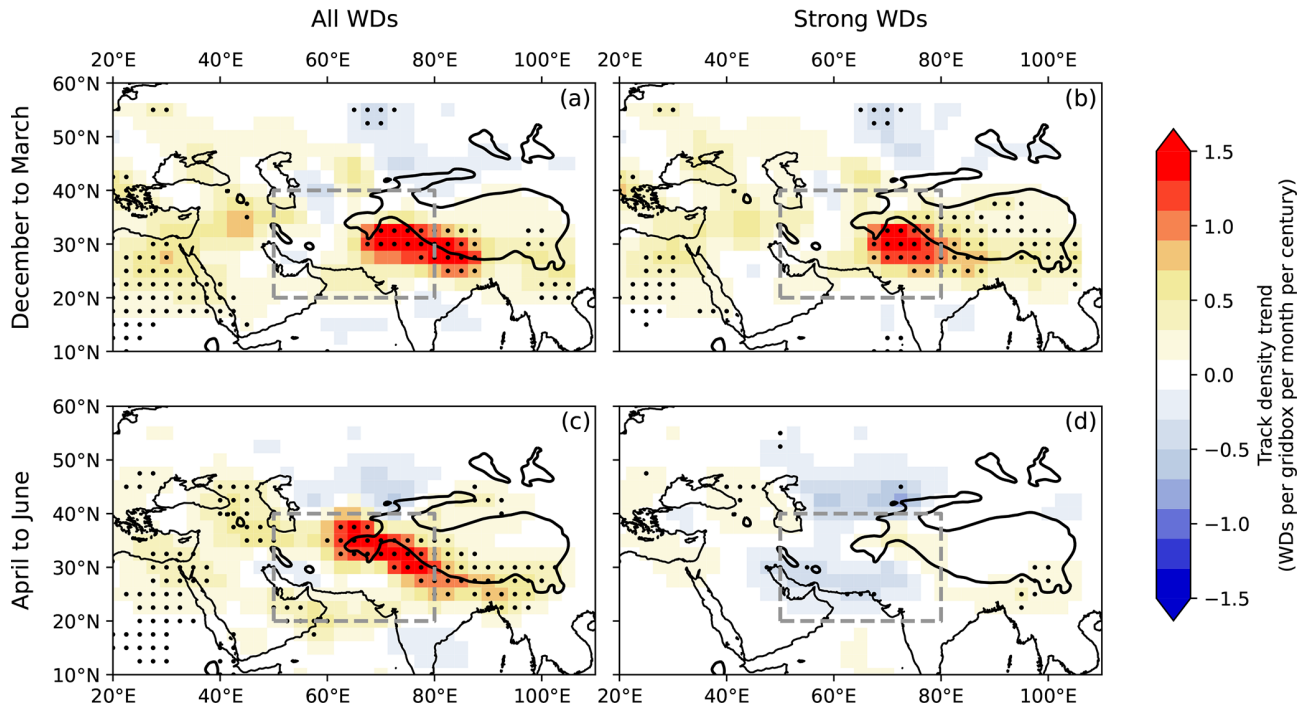 All WDs
Strong WDs
20°E 40°E 60°E 80°E 100°E
20°E 40°E 60°E 80°E 100°E
December to March
60°N
50°N
40°N
30°N
20°N
10°N
(a)
(b)
April to June
60°N
50°N
40°N
30°N
20°N
10°N
(c)
(d)
20°E 40°E 60°E 80°E 100°E
20°E 40°E 60°E 80°E 100°E
1.5
1.0
0.5
0.0
−0.5
−1.0
−1.5
Track density trend
(WDs per gridbox per month per century)